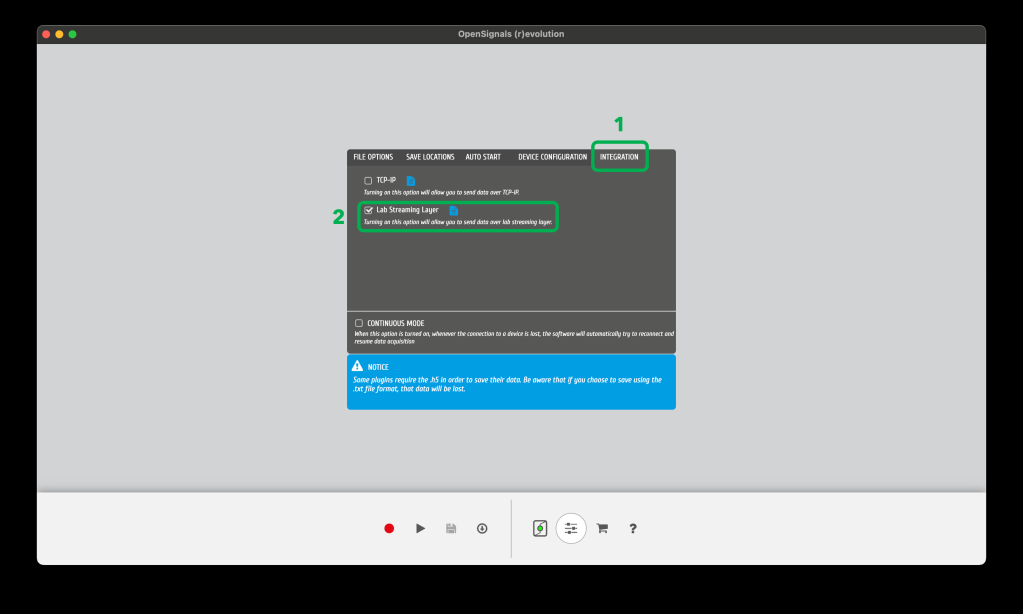 OpenSignals (r)evolution
1
FILE OPTIONS SAVE LOCATIONS AUTO START DEVICE CONFIGURATION INTEGRATION
TCP-IP
Turning on this option will allow you to send data over TCP-IP.
2
Lab Streaming Layer
Turning on this option will allow you to send data over lab streaming layer.
CONTINUOUS MODE
When this option is turned on, whenever the connection to a device is lost, the software will automatically try to reconnect and
resume data acquisition
NOTICE
Some plugins require the .h5 in order to save their data. Be aware that if you choose to save using the
.txt file format, that data will be lost.
?